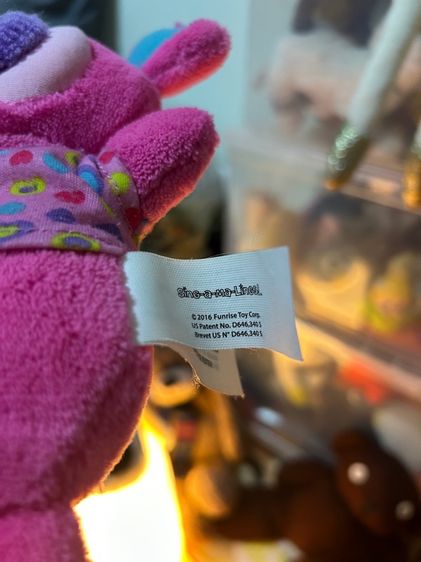 Sing-a-ma-Lings!
© 2016 Funrise Toy Corp.
US Patent No. D646,340 S
Brevet US N° D646,340 S